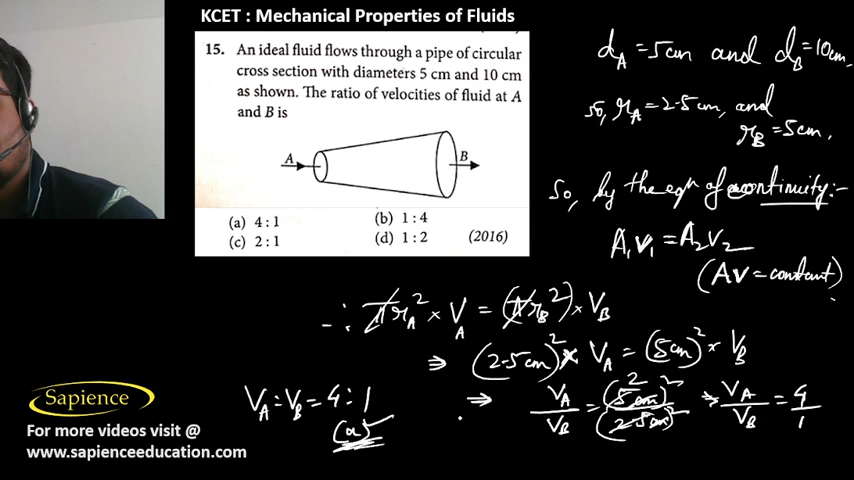 KCET : Mechanical Properties of Fluids
15. An ideal fluid flows through a pipe of circular
cross section with diameters 5 cm and 10 cm
as shown. The ratio of velocities of fluid at A
and B is
A
B
(a) 4 : 1
(b) 1 : 4
(c) 2 : 1
(d) 1 : 2
(2016)
d_A = 5cm and d_B = 10cm,
so, r_A = 2.5cm, and
r_B = 5cm,
So, by the eqn of continuity:-
A₁v₁ = A₂v₂
(Av = constant)
∴ πr_A² × V_A = (πr_B²) × V_B
⇒ (2.5cm)² × V_A = (5cm)² × V_B
⇒ V_A/V_B = (5cm)²/(2.5cm)² ⇒ V_A/V_B = 4/1
2
V_A : V_B = 4 : 1
(a)
Sapience
For more videos visit @
www.sapienceeducation.com